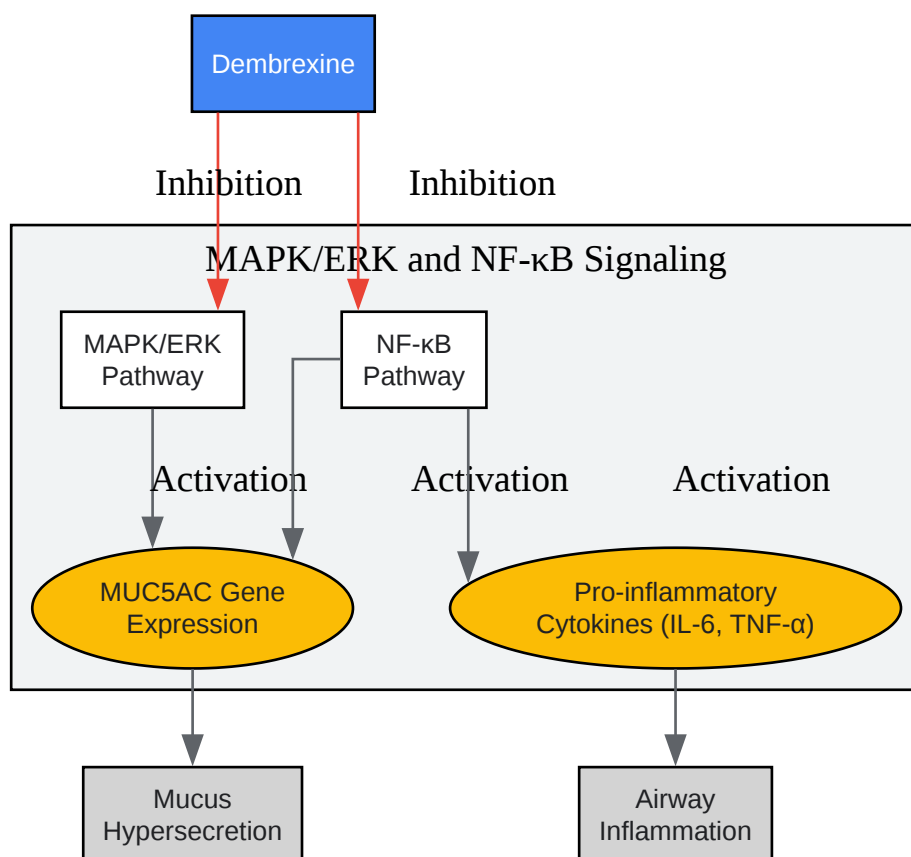 Dembrexine
Inhibition
Inhibition
MAPK/ERK and NF-κB Signaling
MAPK/ERK
Pathway
NF-κB
Pathway
Activation
Activation
Activation
MUC5AC Gene
Expression
Pro-inflammatory
Cytokines (IL-6, TNF-α)
Mucus
Hypersecretion
Airway
Inflammation